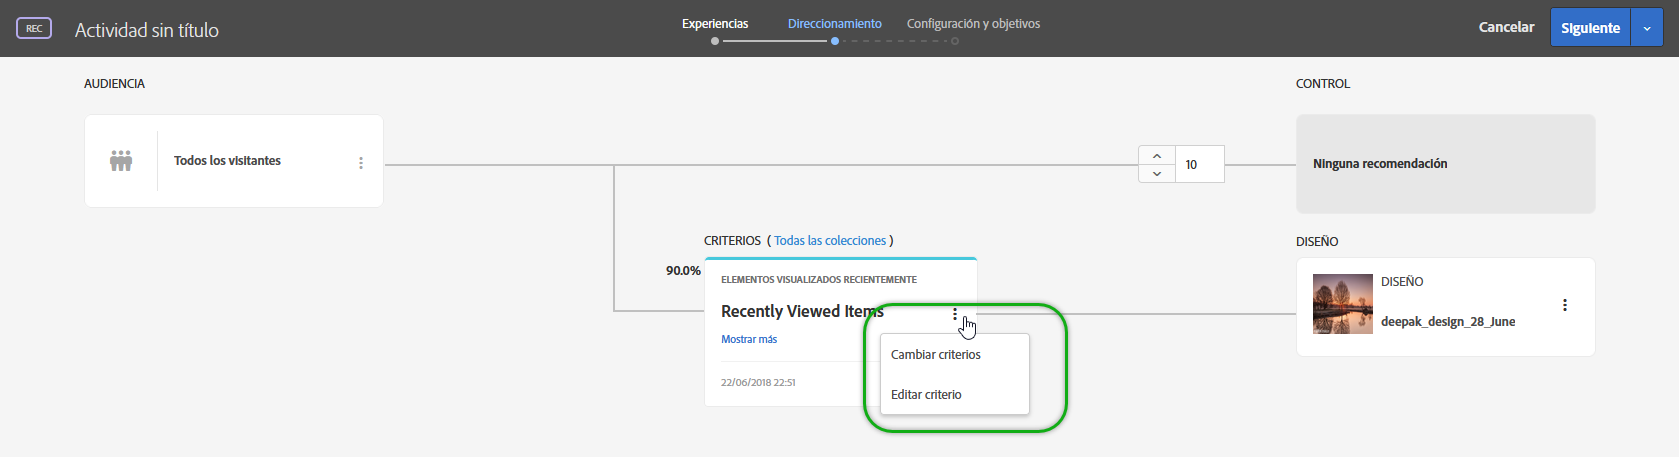 REC
Actividad sin título
Experiencias
Direccionamiento
Configuración y objetivos
Cancelar
Siguiente
AUDIENCIA
CONTROL
Todos los visitantes
10
Ninguna recomendación
CRITERIOS ( Todas las colecciones )
DISEÑO
90.0%
ELEMENTOS VISUALIZADOS RECIENTEMENTE
Recently Viewed Items
Mostrar más
22/06/2018 22:51
Cambiar criterios
Editar criterio
DISEÑO
deepak_design_28_June